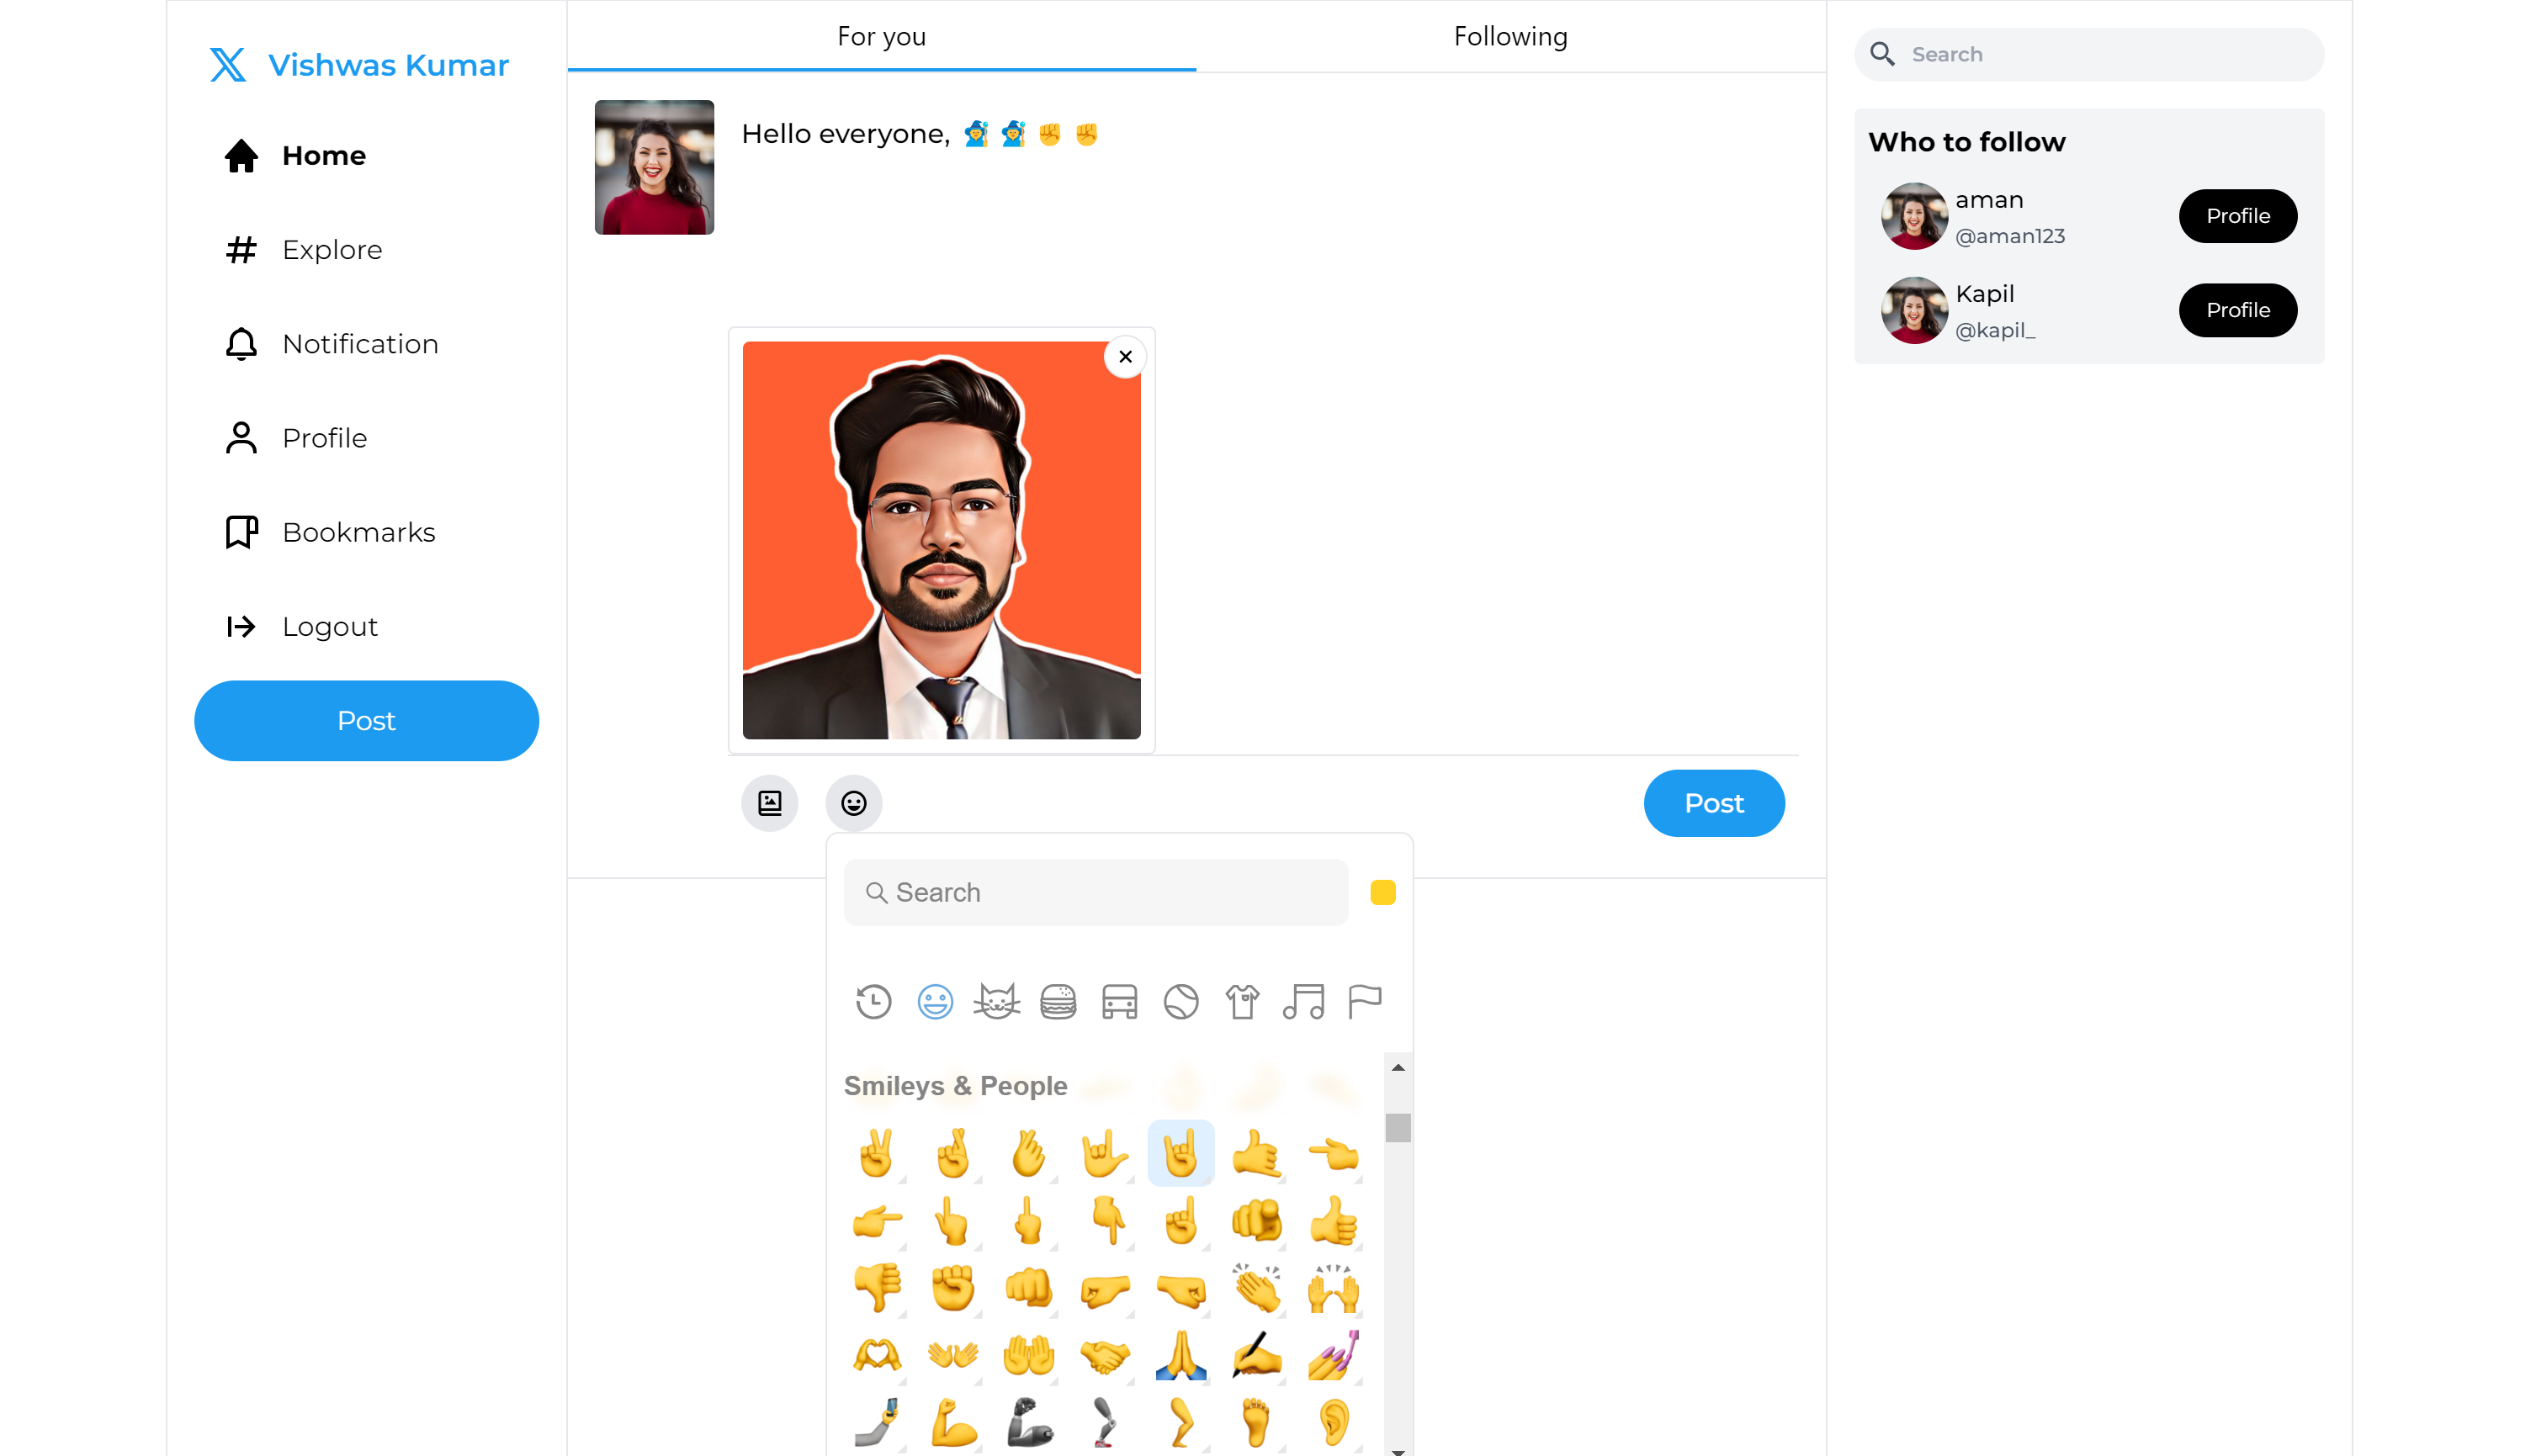 Vishwas Kumar
Home
Explore
Notification
Profile
Bookmarks
Logout
Post
For you
Following
Hello everyone, 🧙‍♂️ 🧙‍♂️ ✊ ✊
Post
Search
Smileys & People
Search
Who to follow
aman
@aman123
Profile
Kapil
@kapil_
Profile